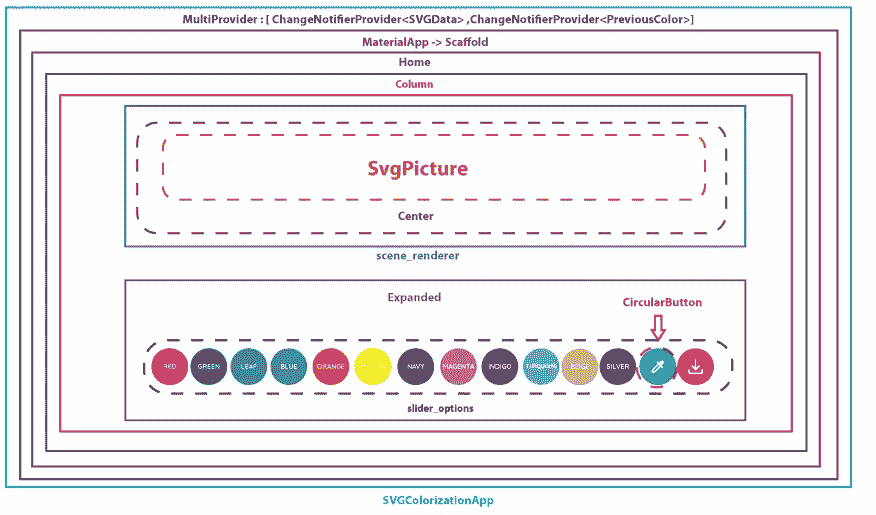 MultiProvider : [ ChangeNotifierProvider<SVGData> ,ChangeNotifierProvider<PreviousColor>]
MaterialApp -> Scaffold
Home
Column
SvgPicture
Center
scene_renderer
Expanded
CircularButton
RED GREEN LEAF BLUE ORANGE NAVY MAGENTA INDIGO TURQUOISE BEIGE SILVER
slider_options
SVGColorizationApp